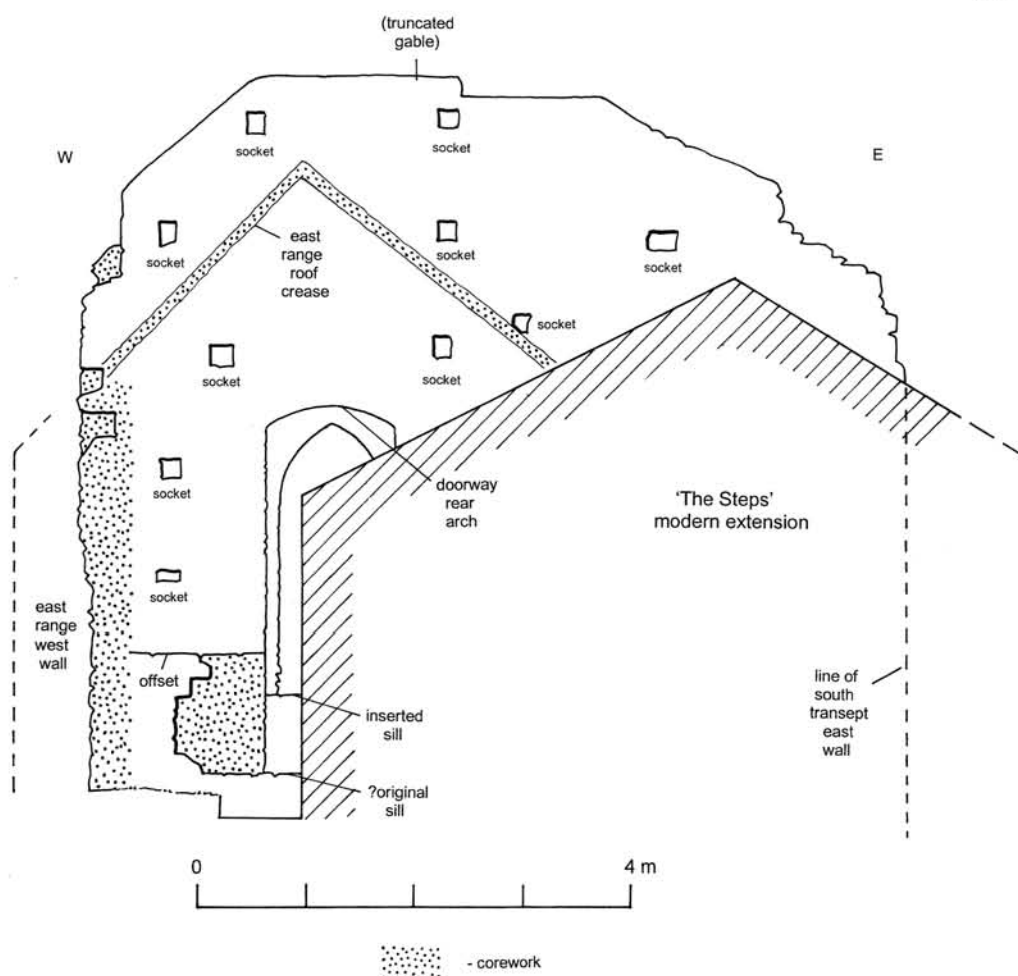 (truncated
gable)
W
E
socket
socket
socket
east
range
roof
crease
socket
socket
socket
socket
socket
doorway
rear
arch
socket
'The Steps'
modern extension
socket
east
range
west
wall
offset
line of
south
transept
east
wall
inserted
sill
?original
sill
0
4 m
- corework